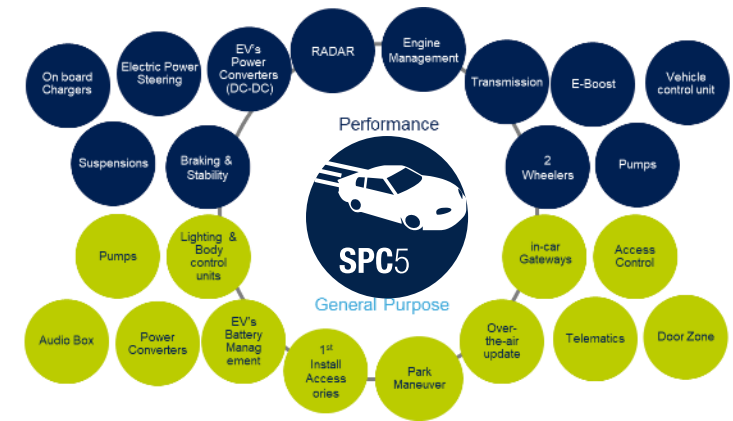 On board
Chargers
Electric Power
Steering
EV's
Power
Converters
(DC-DC)
RADAR
Engine
Management
Transmission
E-Boost
Vehicle
control unit
Suspensions
Braking &
Stability
Performance
2
Wheelers
Pumps
SPC5
General Purpose
Pumps
Lighting &
Body
control
units
in-car
Gateways
Access
Control
Audio Box
Power
Converters
EV's
Battery
Manag
ement
1st
Install
Access
ories
Park
Maneuver
Over-
the-air
update
Telematics
Door Zone